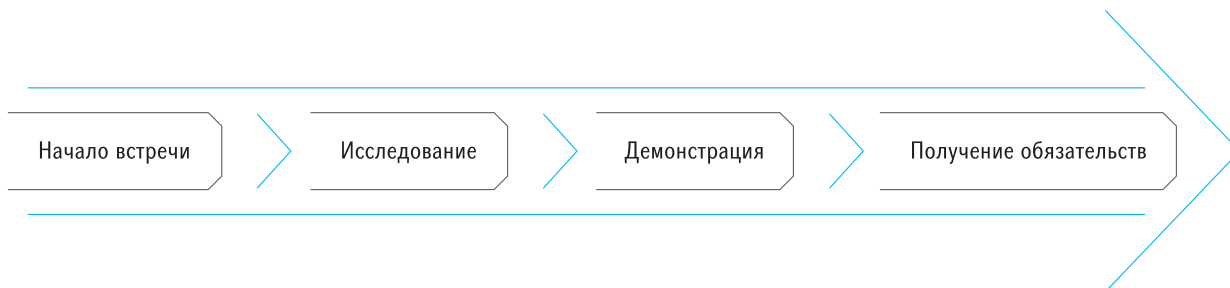 Начало встречи
Исследование
Демонстрация
Получение обязательств